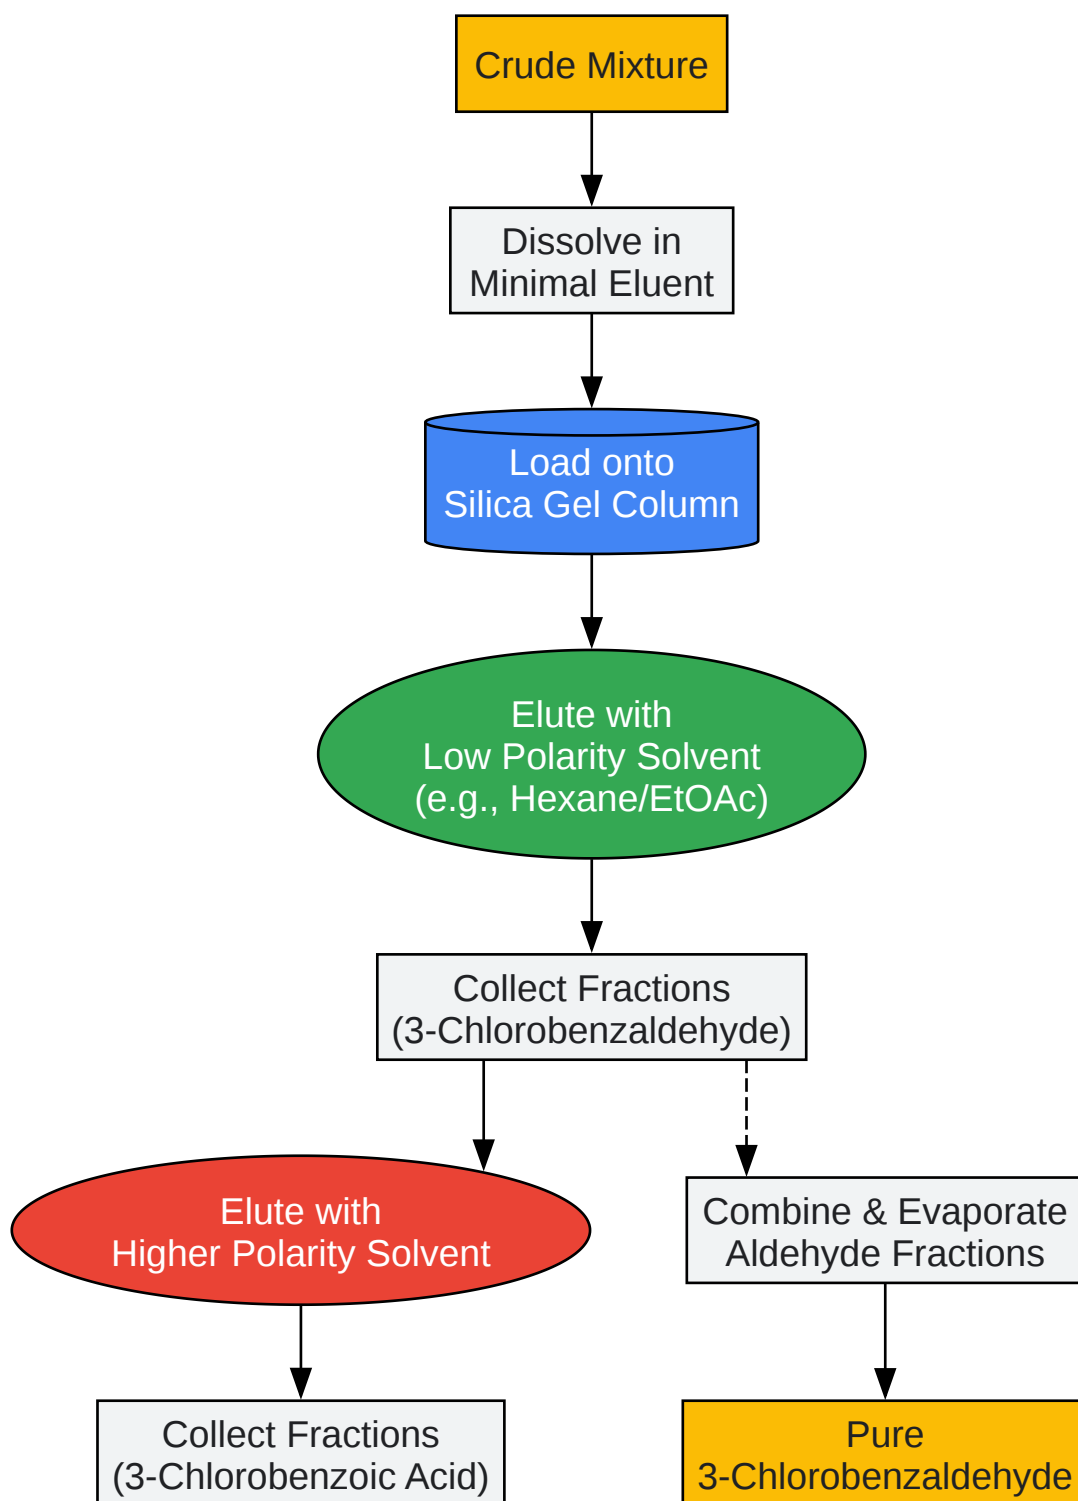 Crude Mixture
Dissolve in
Minimal Eluent
Load onto
Silica Gel Column
Elute with
Low Polarity Solvent
(e.g., Hexane/EtOAc)
Collect Fractions
(3-Chlorobenzaldehyde)
Elute with
Higher Polarity Solvent
Combine & Evaporate
Aldehyde Fractions
Collect Fractions
(3-Chlorobenzoic Acid)
Pure
3-Chlorobenzaldehyde